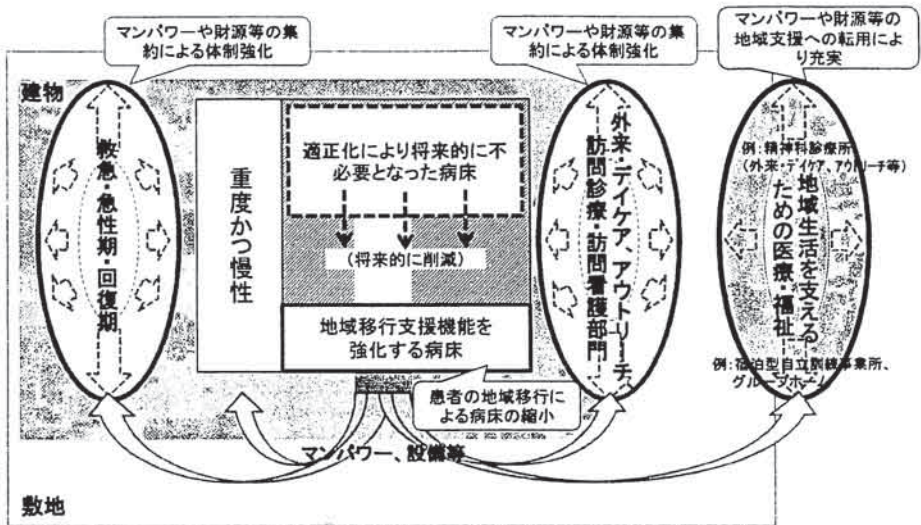 マンパワーや財源等の集
約による体制強化
マンパワーや財源等の集
約による体制強化
マンパワーや財源等の
地域支援への転用によ
り充実
建物
救急・急性期・回復期
重度かつ慢性
適正化により将来的に不
必要となった病床
(将来的に削減)
地域移行支援機能を
強化する病床
患者の地域移行に
よる病床の縮小
外来・デイケア、アウトリーチ、
訪問診療・訪問看護部門
例:精神科診療所
(外来・デイケア、アウトリーチ等)
地域生活を支える
ための医療・福祉
例:宿泊型自立訓練事業所、
グループホーム
マンパワー、設備等
敷地